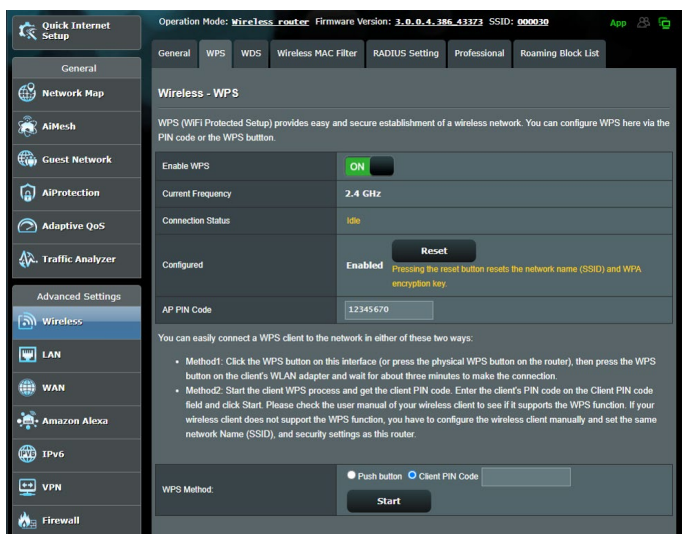 Quick Internet
Setup
Operation Mode: Wireless router Firmware Version: 3.0.0.4.386_43373 SSID: 000030
App
General WPS WDS Wireless MAC Filter RADIUS Setting Professional Roaming Block List
General
Network Map
AiMesh
Guest Network
AiProtection
Adaptive QoS
Traffic Analyzer
Advanced Settings
Wireless
LAN
WAN
Amazon Alexa
IPv6
VPN
Firewall
Wireless - WPS
WPS (WiFi Protected Setup) provides easy and secure establishment of a wireless network. You can configure WPS here via the
PIN code or the WPS buttton.
Enable WPS ON
Current Frequency 2.4 GHz
Connection Status Idle
Configured Enabled Reset
Pressing the reset button resets the network name (SSID) and WPA
encryption key.
AP PIN Code 12345670
You can easily connect a WPS client to the network in either of these two ways:
• Method1: Click the WPS button on this interface (or press the physical WPS button on the router), then press the WPS
button on the client's WLAN adapter and wait for about three minutes to make the connection.
• Method2: Start the client WPS process and get the client PIN code. Enter the client's PIN code on the Client PIN code
field and click Start. Please check the user manual of your wireless client to see if it supports the WPS function. If your
wireless client does not support the WPS function, you have to configure the wireless client manually and set the same
network Name (SSID), and security settings as this router.
WPS Method: Push button Client PIN Code
Start